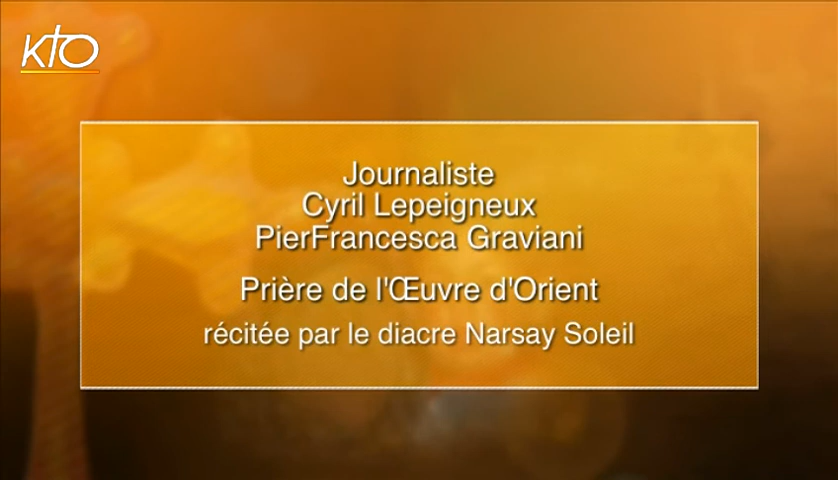 KTO
Journaliste
Cyril Lepeigneux
PierFrancesca Graviani
Prière de l'Œuvre d'Orient
récitée par le diacre Narsay Soleil